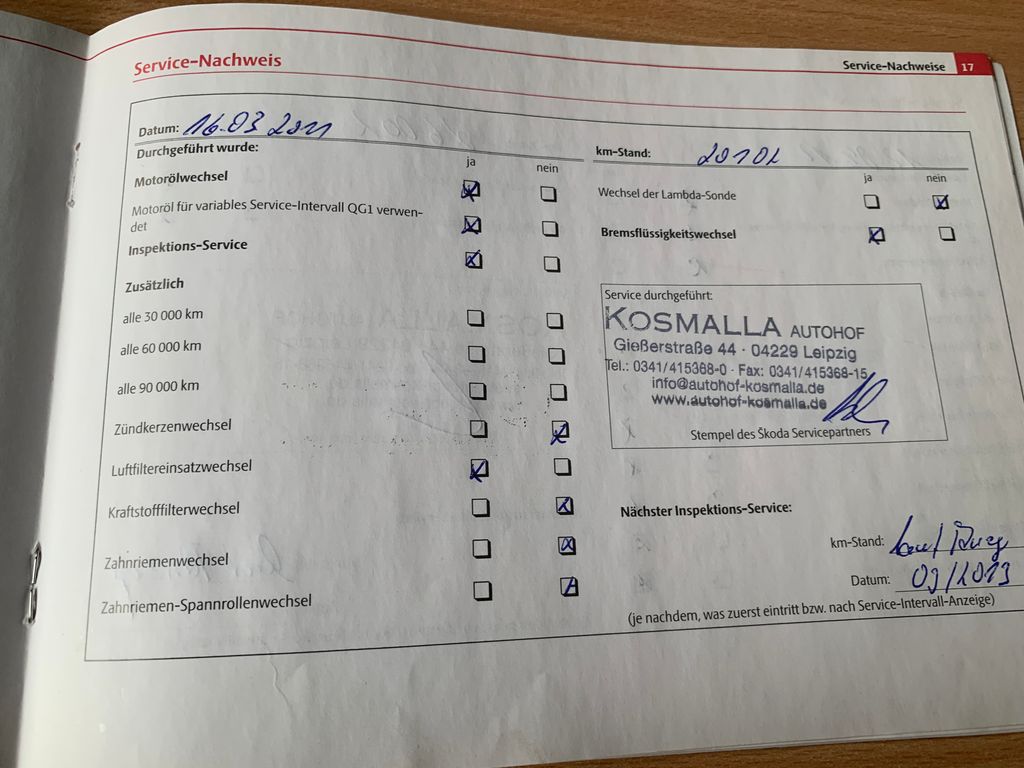 Service-Nachweis
Service-Nachweise 17
Datum: 16.03.2011
Durchgeführt wurde:
ja nein
Motorölwechsel
Motoröl für variables Service-Intervall QG1 verwen-
det
Inspektions-Service
Zusätzlich
alle 30 000 km
alle 60 000 km
alle 90 000 km
Zündkerzenwechsel
Luftfiltereinsatzwechsel
Kraftstofffilterwechsel
Zahnriemenwechsel
Zahnriemen-Spannrollenwechsel
km-Stand:
ja nein
Wechsel der Lambda-Sonde
Bremsflüssigkeitswechsel
Service durchgeführt:
KOSMALLA AUTOHOF
Gießerstraße 44 · 04229 Leipzig
Tel.: 0341/415368-0 · Fax: 0341/415368-15
info@autohof-kosmalla.de
www.autohof-kosmalla.de
Stempel des Škoda Servicepartners
Nächster Inspektions-Service:
km-Stand:
Datum: 03/2013
(je nachdem, was zuerst eintritt bzw. nach Service-Intervall-Anzeige)